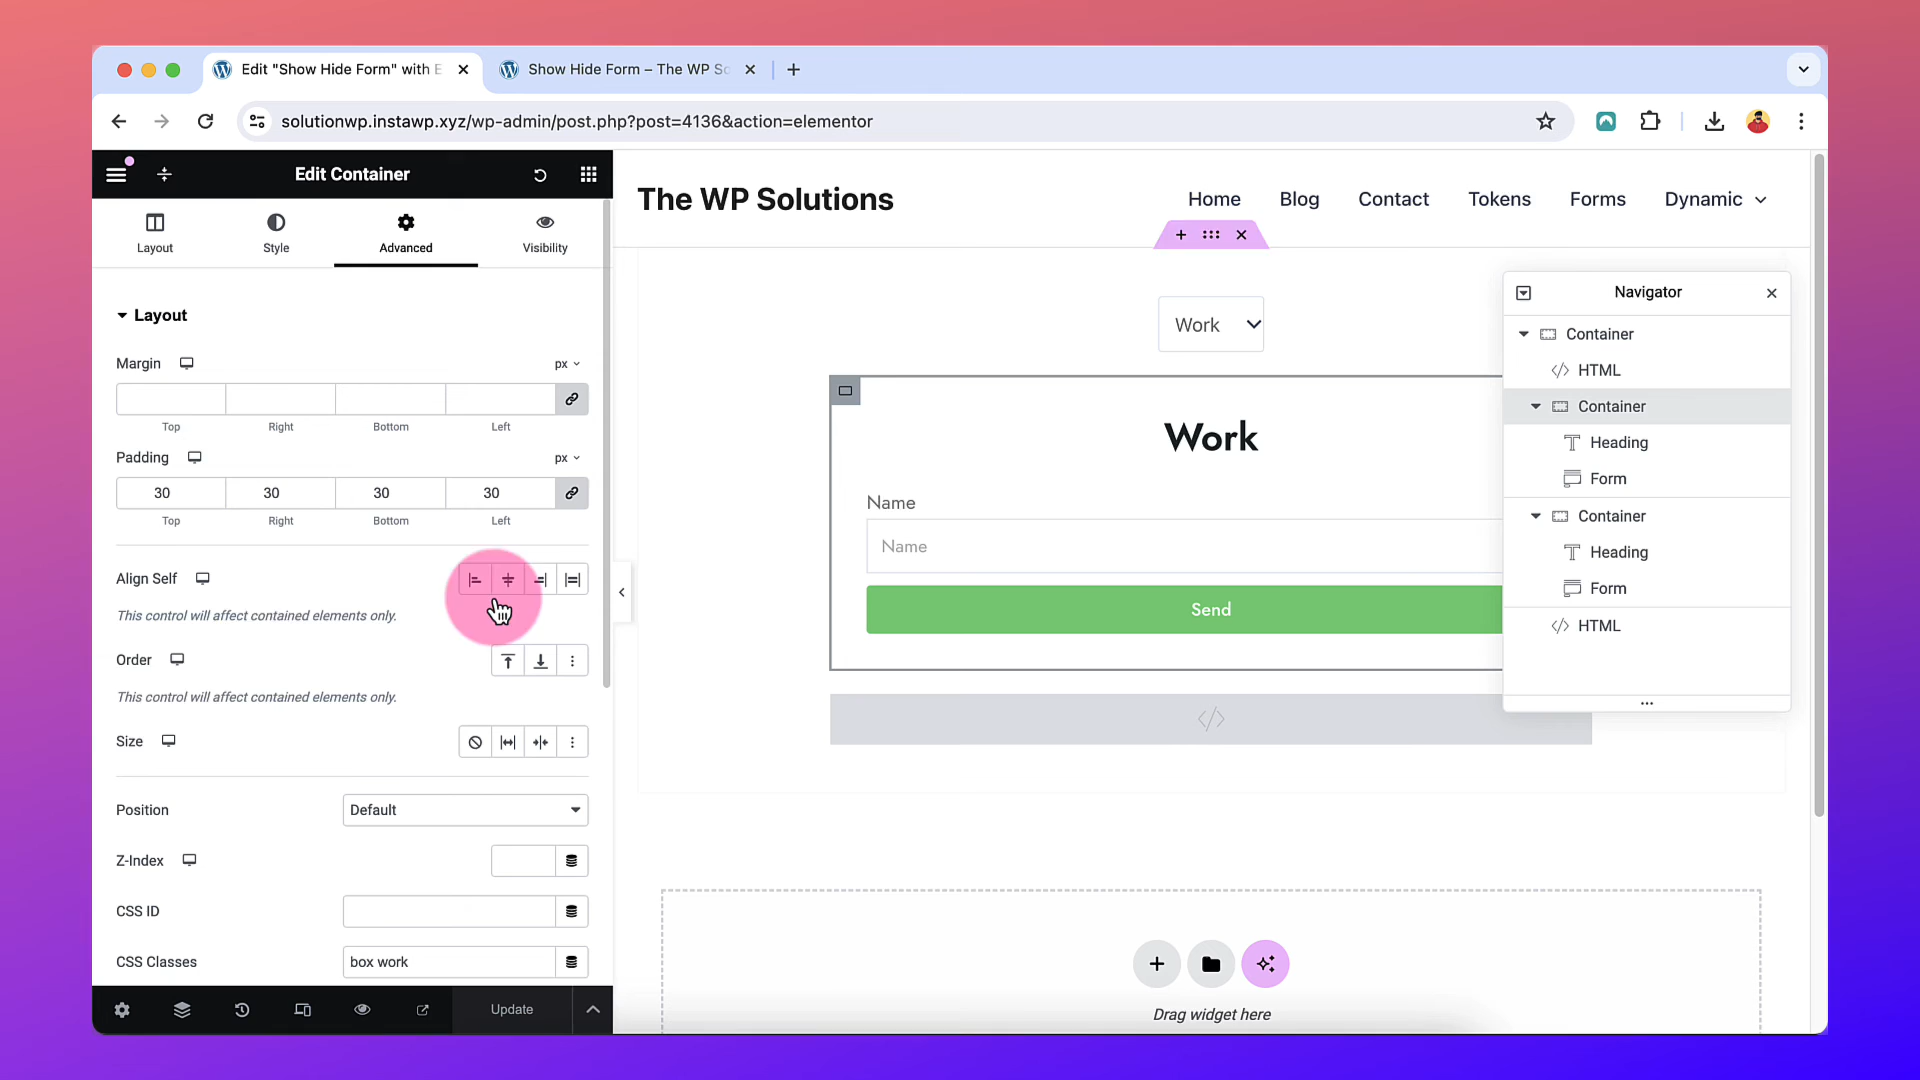 Edit "Show Hide Form" with E
Show Hide Form – The WP So
solutionwp.instawp.xyz/wp-admin/post.php?post=4136&action=elementor
Edit Container
Layout
Style
Advanced
Visibility
Layout
Margin
px
Top
Right
Bottom
Left
Padding
px
30
30
30
30
Top
Right
Bottom
Left
Align Self
This control will affect contained elements only.
Order
This control will affect contained elements only.
Size
Position
Default
Z-Index
CSS ID
CSS Classes
box work
Update
The WP Solutions
Home
Blog
Contact
Tokens
Forms
Dynamic
Work
Work
Name
Name
Send
Drag widget here
Navigator
Container
HTML
Container
Heading
Form
Container
Heading
Form
HTML